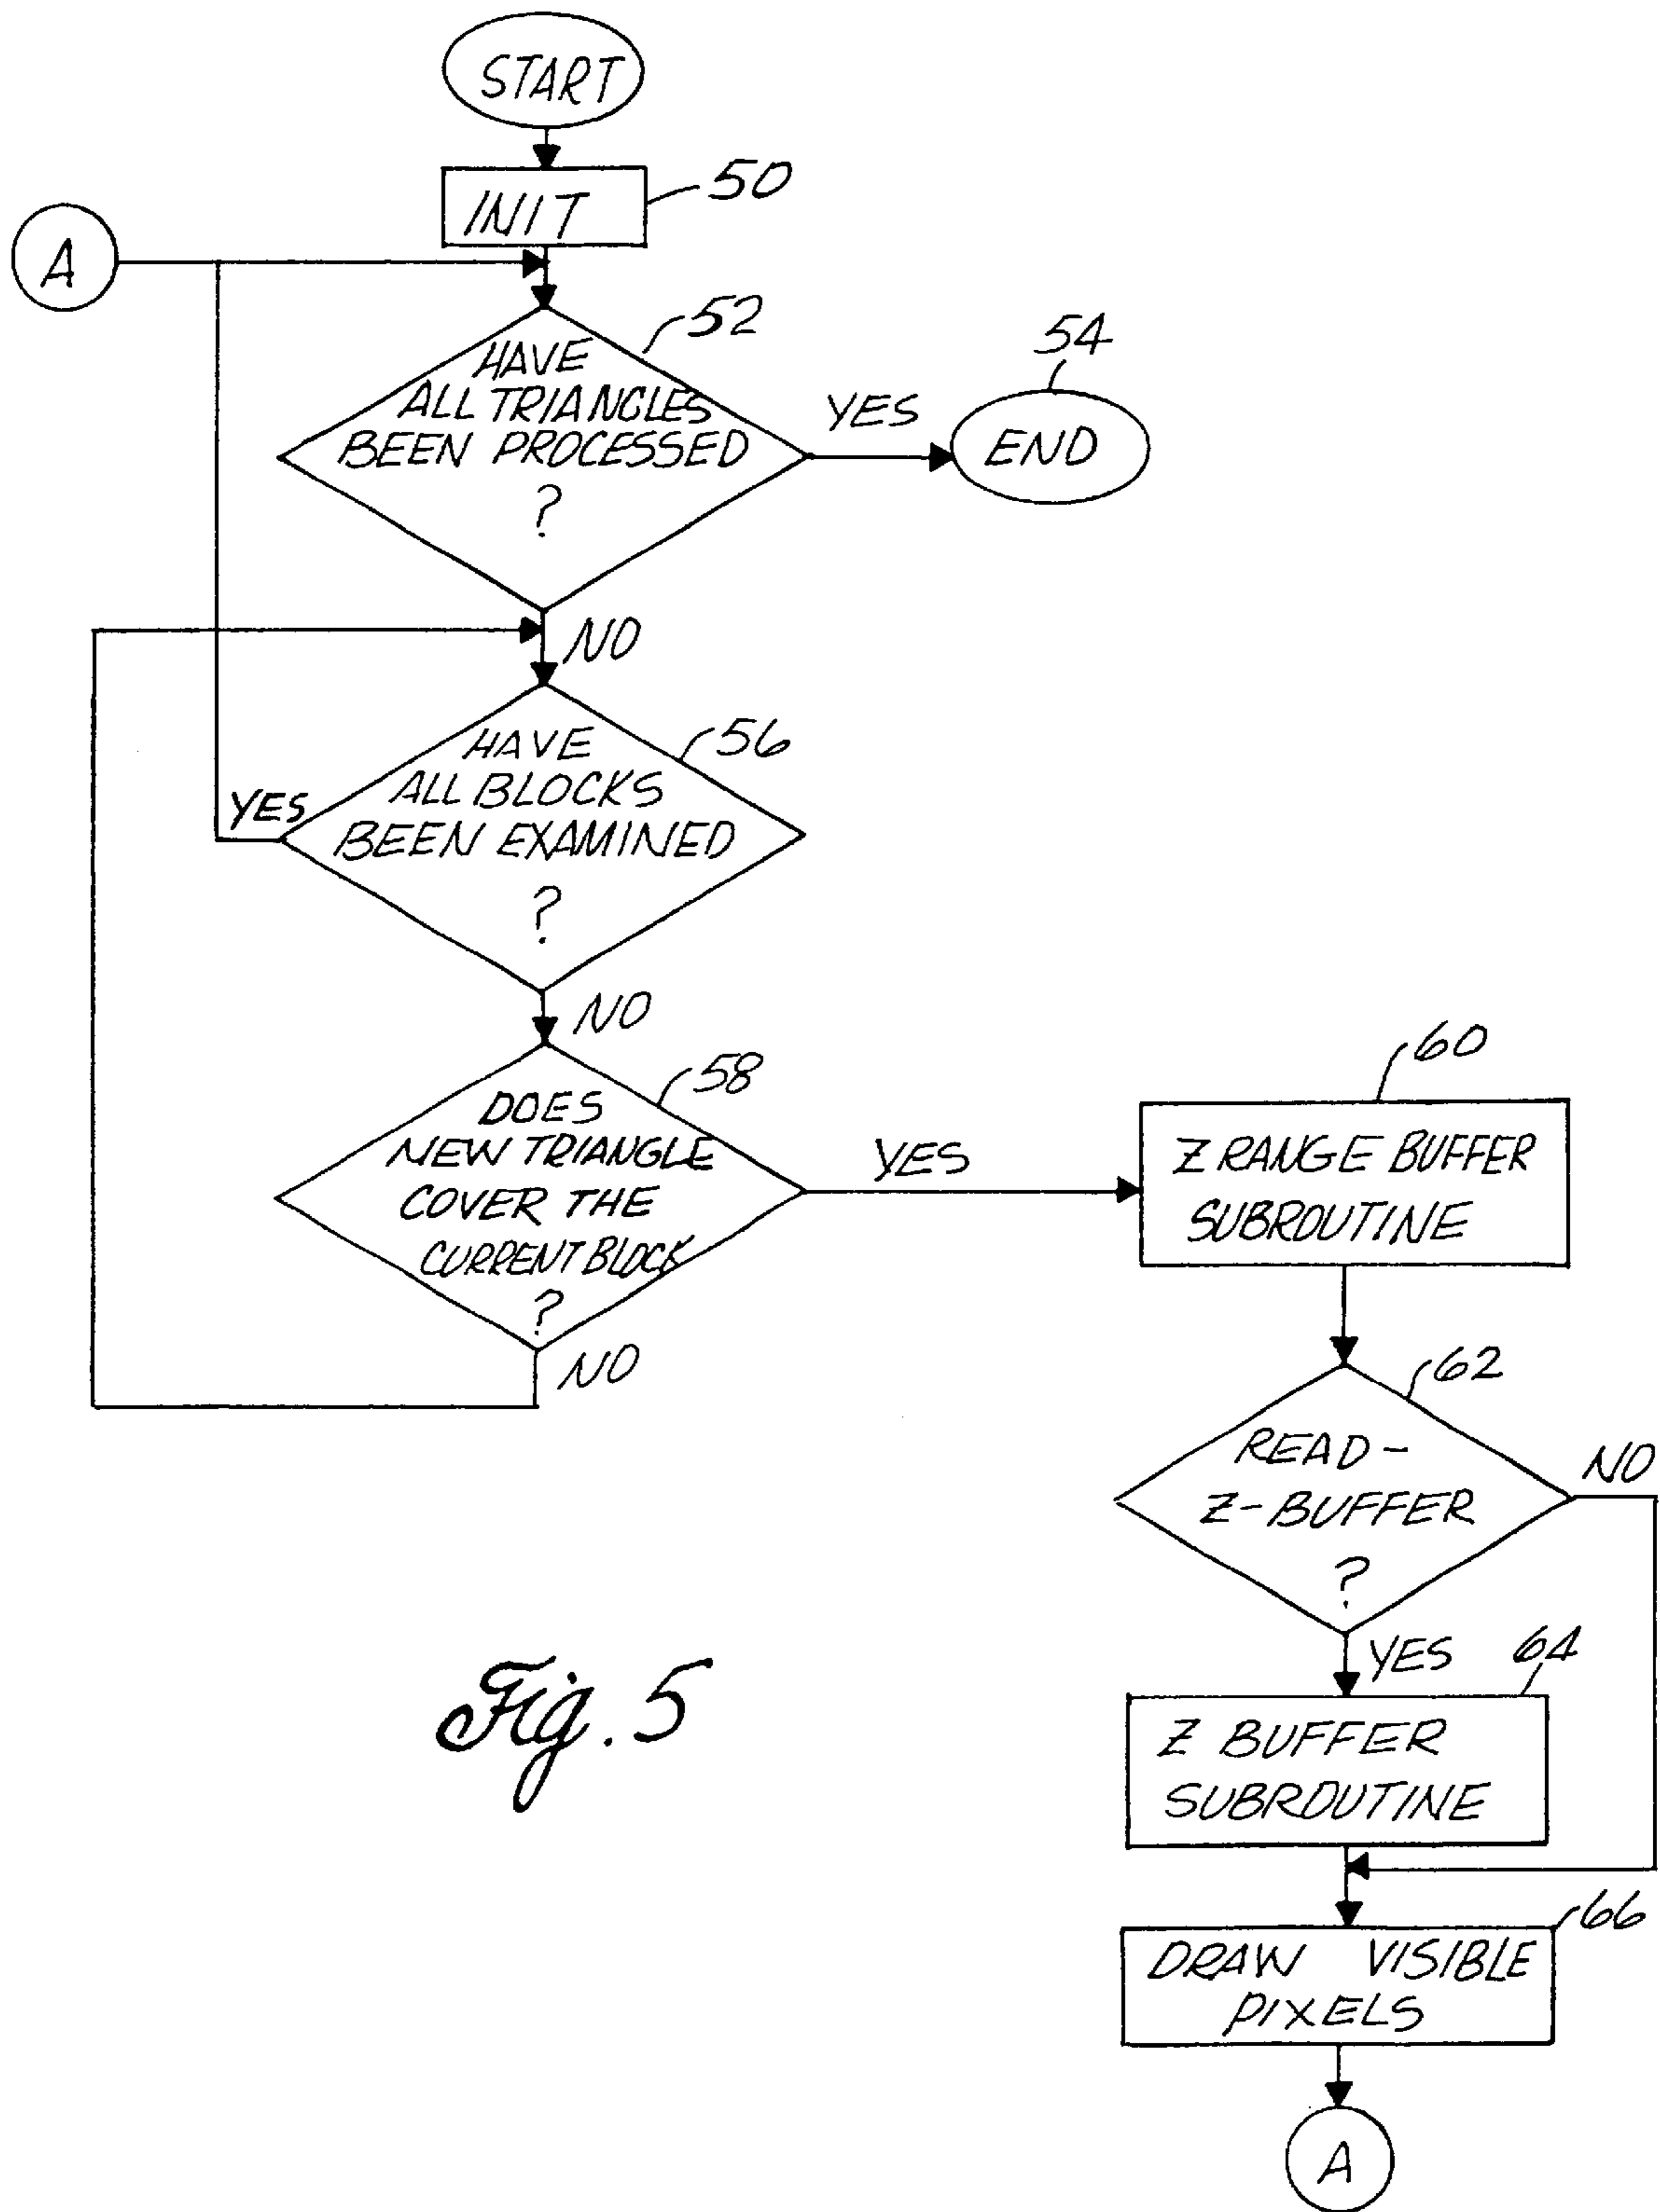 START
INIT
50
A
52
HAVE
ALL TRIANGLES
BEEN PROCESSED
?
YES
54
END
NO
56
HAVE
ALL BLOCKS
BEEN EXAMINED
?
YES
NO
58
DOES
NEW TRIANGLE
COVER THE
CURRENT BLOCK
?
YES
NO
60
Z RANGE BUFFER
SUBROUTINE
62
READ-
Z-BUFFER
?
NO
YES
64
Z BUFFER
SUBROUTINE
66
DRAW VISIBLE
PIXELS
A
Fig. 5